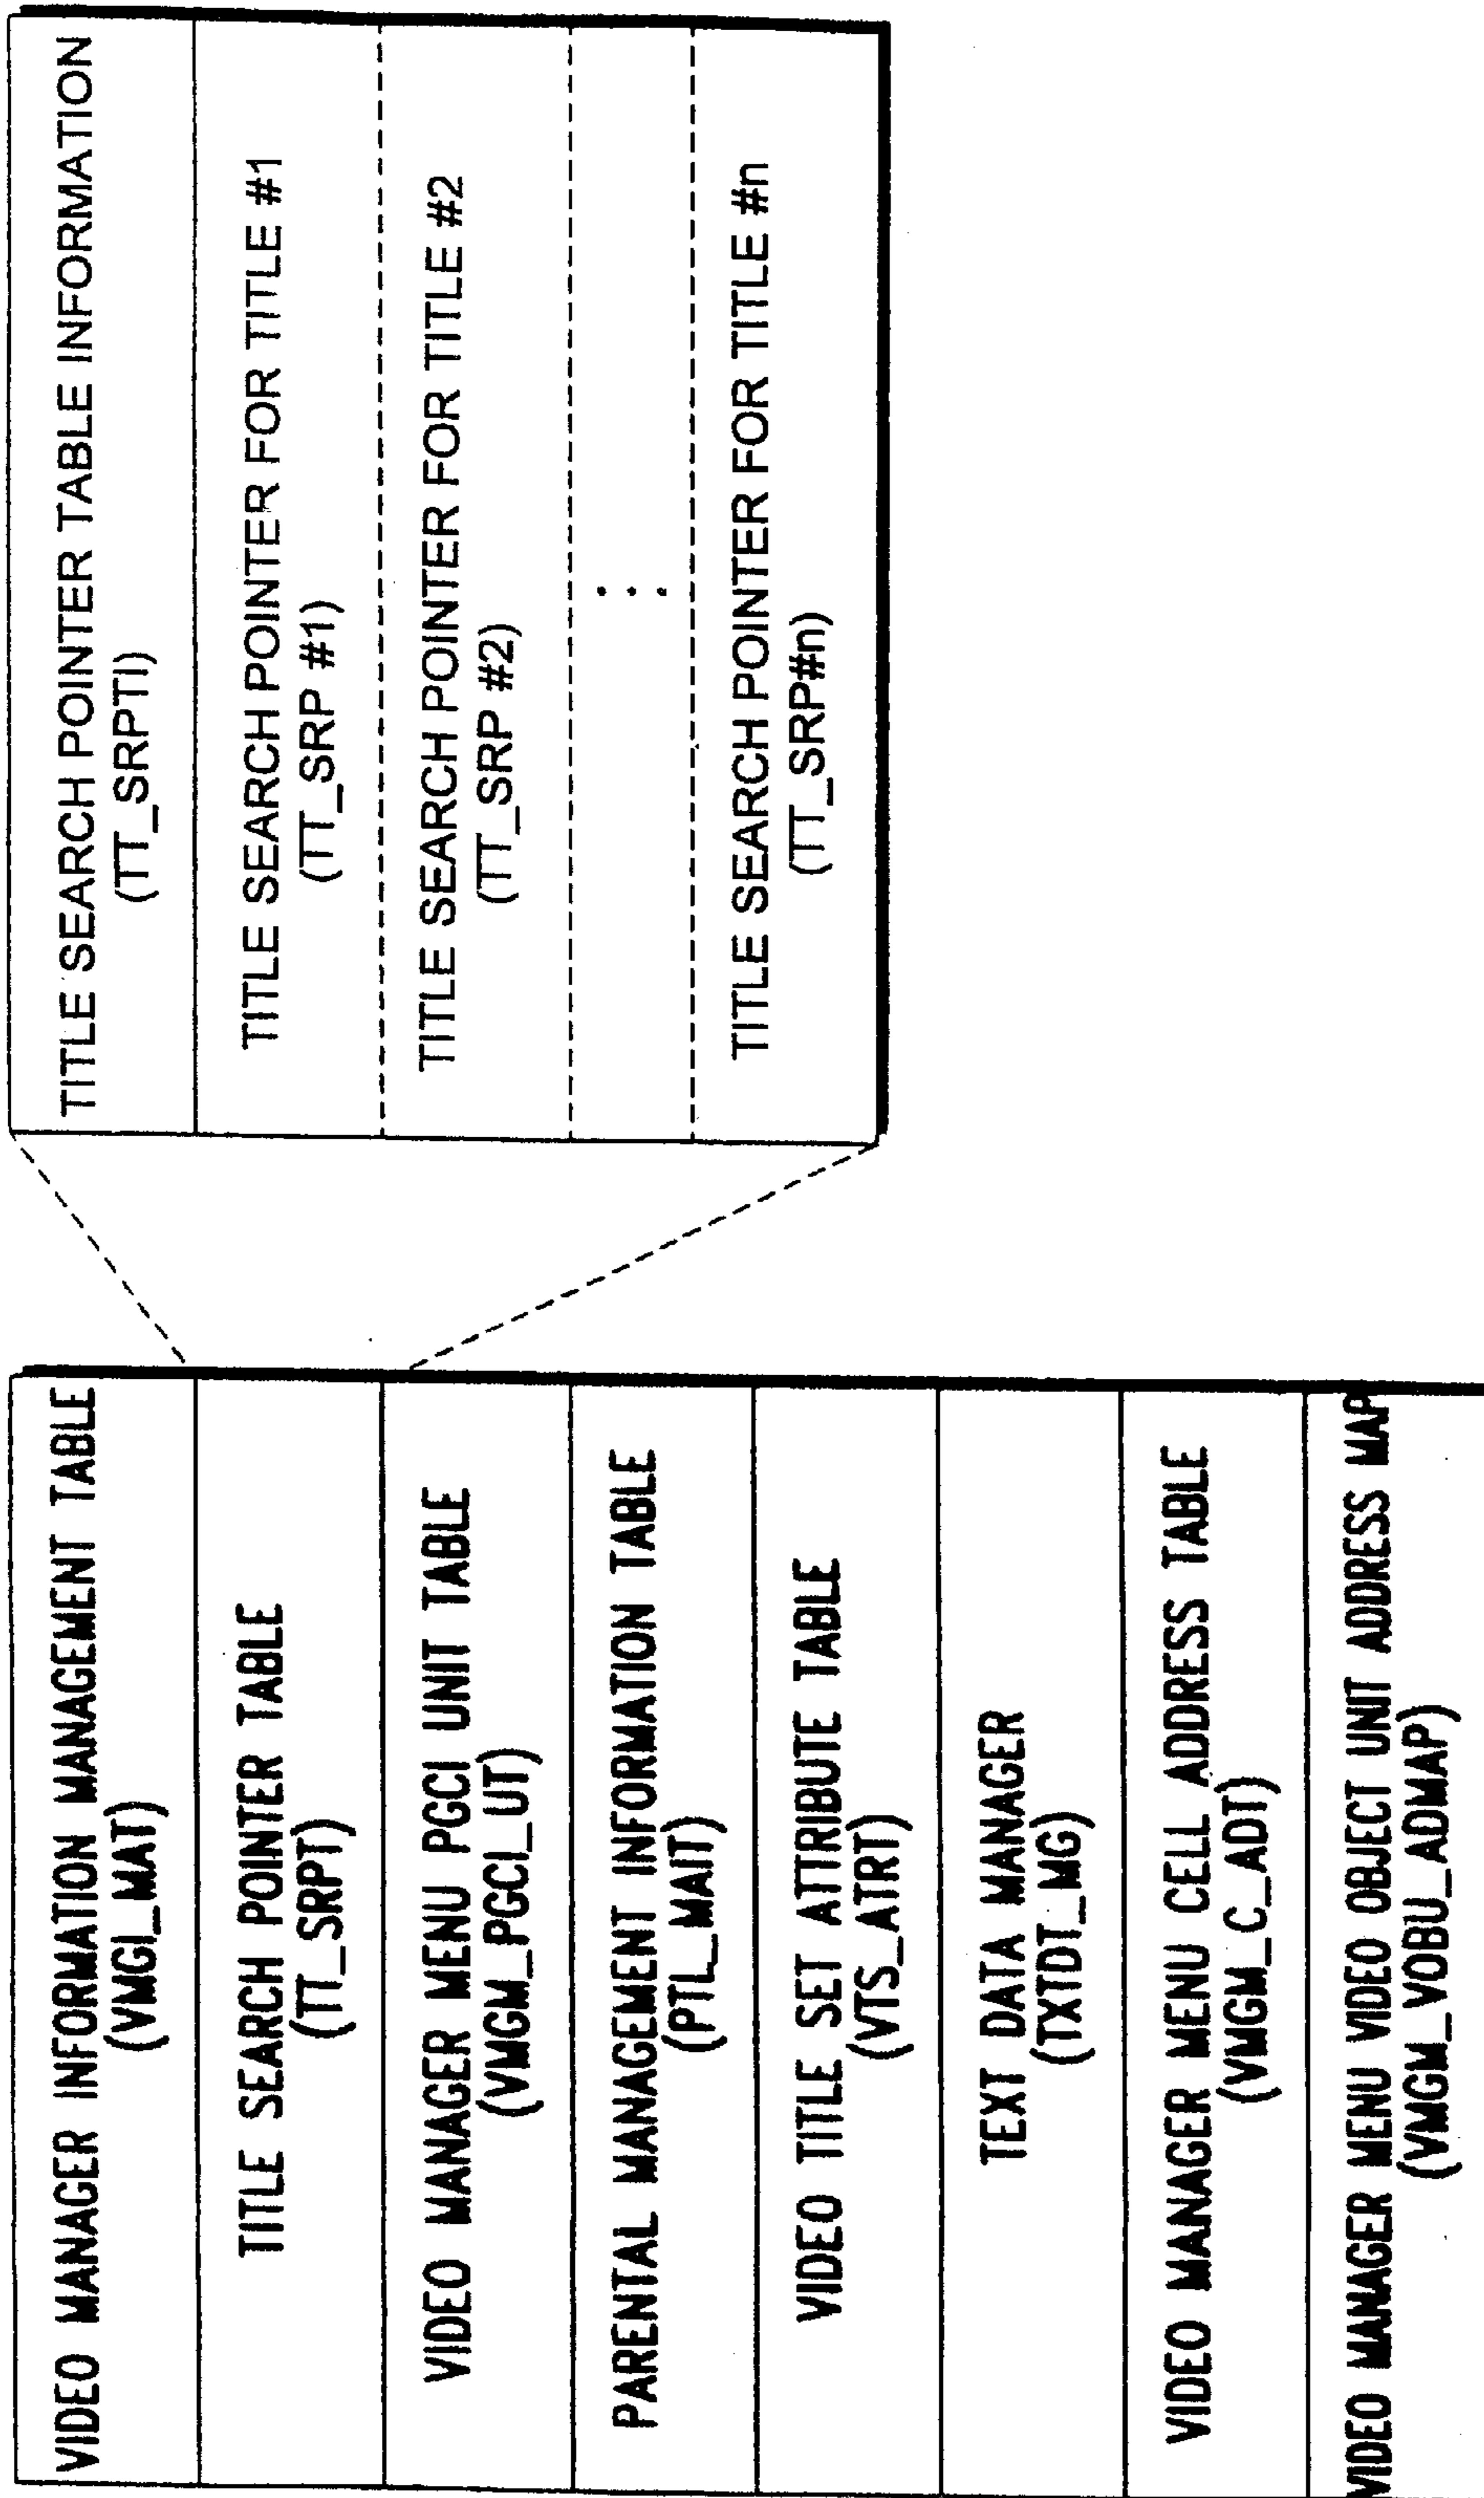 VIDEO MANAGER INFORMATION MANAGEMENT TABLE
(VMGI_MAT)
TITLE SEARCH POINTER TABLE
(TT_SRPT)
VIDEO MANAGER MENU PGCI UNIT TABLE
(VMGM_PGCI_UT)
PARENTAL MANAGEMENT INFORMATION TABLE
(PTL_MAIT)
VIDEO TITLE SET ATTRIBUTE TABLE
(VTS_ATRT)
TEXT DATA MANAGER
(TXTDT_MG)
VIDEO MANAGER MENU CELL ADDRESS TABLE
(VMGM_C_ADT)
VIDEO MANAGER MENU VIDEO OBJECT UNIT ADDRESS MAP
(VMGM_VOBU_ADMAP)
TITLE SEARCH POINTER TABLE INFORMATION
(TT_SRPTI)
TITLE SEARCH POINTER FOR TITLE #1
(TT_SRP #1)
TITLE SEARCH POINTER FOR TITLE #2
(TT_SRP #2)
⋮
TITLE SEARCH POINTER FOR TITLE #n
(TT_SRP#n)